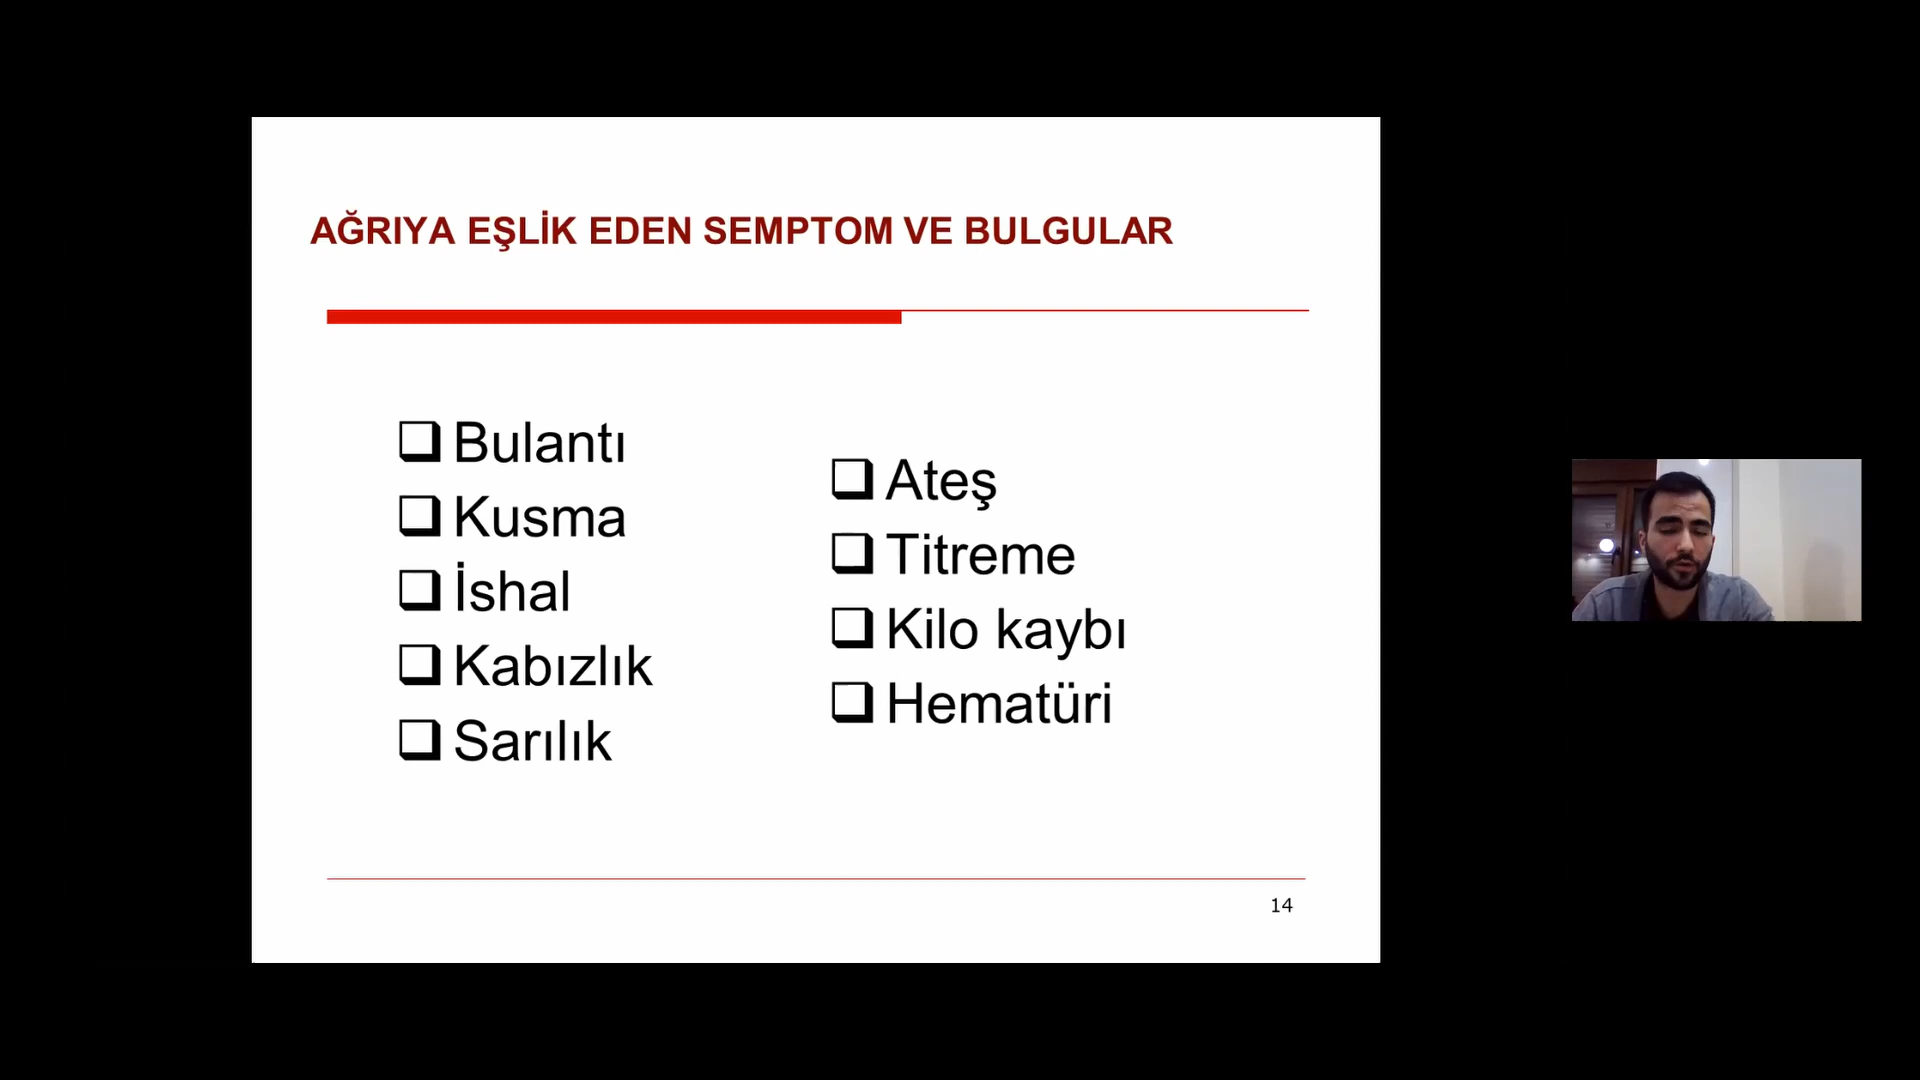 AĞRIYA EŞLİK EDEN SEMPTOM VE BULGULAR
Bulantı
Kusma
İshal
Kabızlık
Sarılık
Ateş
Titreme
Kilo kaybı
Hematüri
14